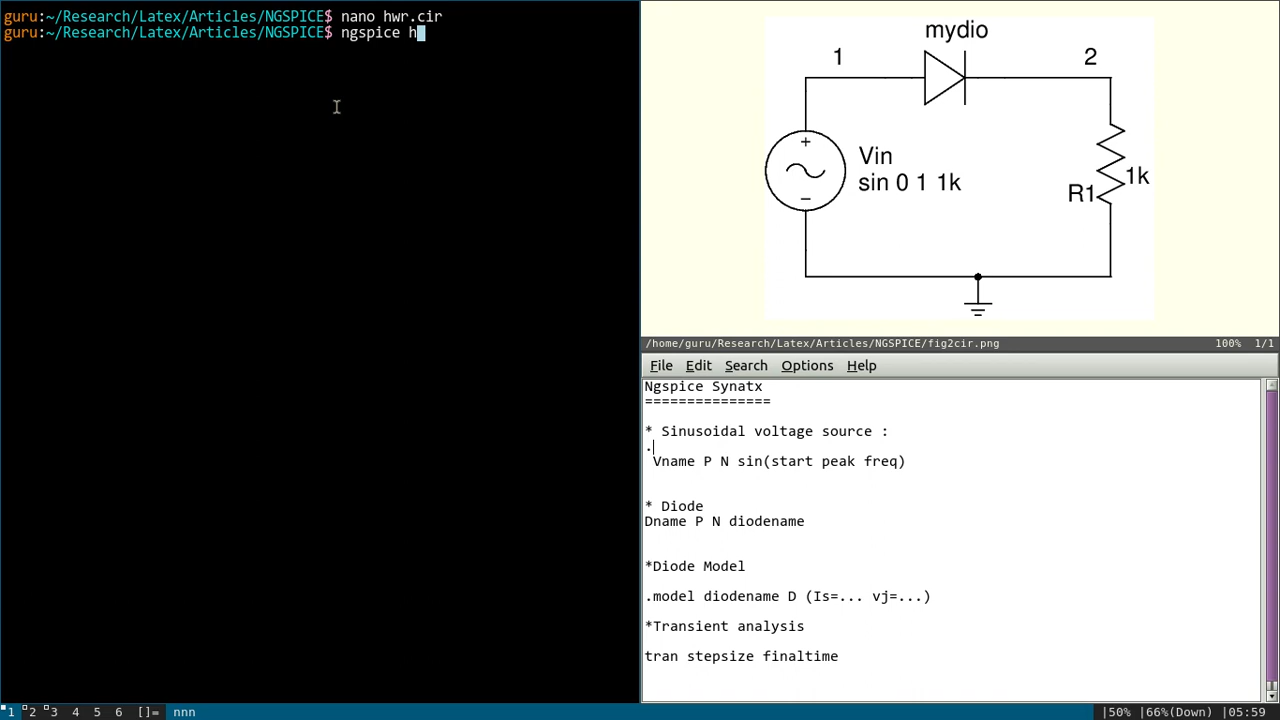 guru:~/Research/Latex/Articles/NGSPICE$ nano hwr.cir
guru:~/Research/Latex/Articles/NGSPICE$ ngspice h
mydio
1
2
+
Vin
sin 0 1 1k
−
R1
1k
/home/guru/Research/Latex/Articles/NGSPICE/fig2cir.png 100% 1/1
File Edit Search Options Help
Ngspice Synatx
===============
* Sinusoidal voltage source :
.
Vname P N sin(start peak freq)
* Diode
Dname P N diodename
*Diode Model
.model diodename D (Is=... vj=...)
*Transient analysis
tran stepsize finaltime
1 2 3 4 5 6 []= nnn |50% |66%(Down) |05:59